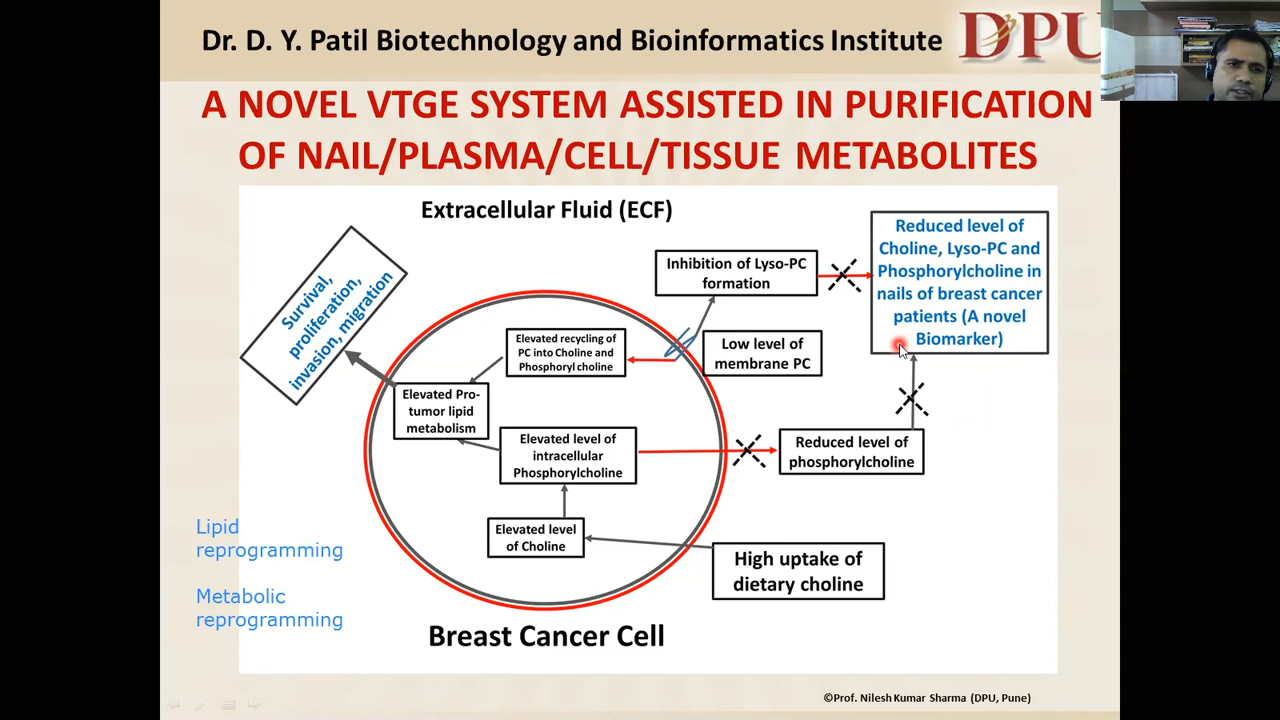 Dr. D. Y. Patil Biotechnology and Bioinformatics Institute
DPU
A NOVEL VTGE SYSTEM ASSISTED IN PURIFICATION
OF NAIL/PLASMA/CELL/TISSUE METABOLITES
Extracellular Fluid (ECF)
Survival,
proliferation,
invasion, migration
Inhibition of Lyso-PC
formation
Reduced level of
Choline, Lyso-PC and
Phosphorylcholine in
nails of breast cancer
patients (A novel
Biomarker)
Elevated recycling of
PC into Choline and
Phosphoryl choline
Low level of
membrane PC
Elevated Pro-
tumor lipid
metabolism
Elevated level of
intracellular
Phosphorylcholine
Reduced level of
phosphorylcholine
Elevated level
of Choline
High uptake of
dietary choline
Lipid
reprogramming
Metabolic
reprogramming
Breast Cancer Cell
©Prof. Nilesh Kumar Sharma (DPU, Pune)